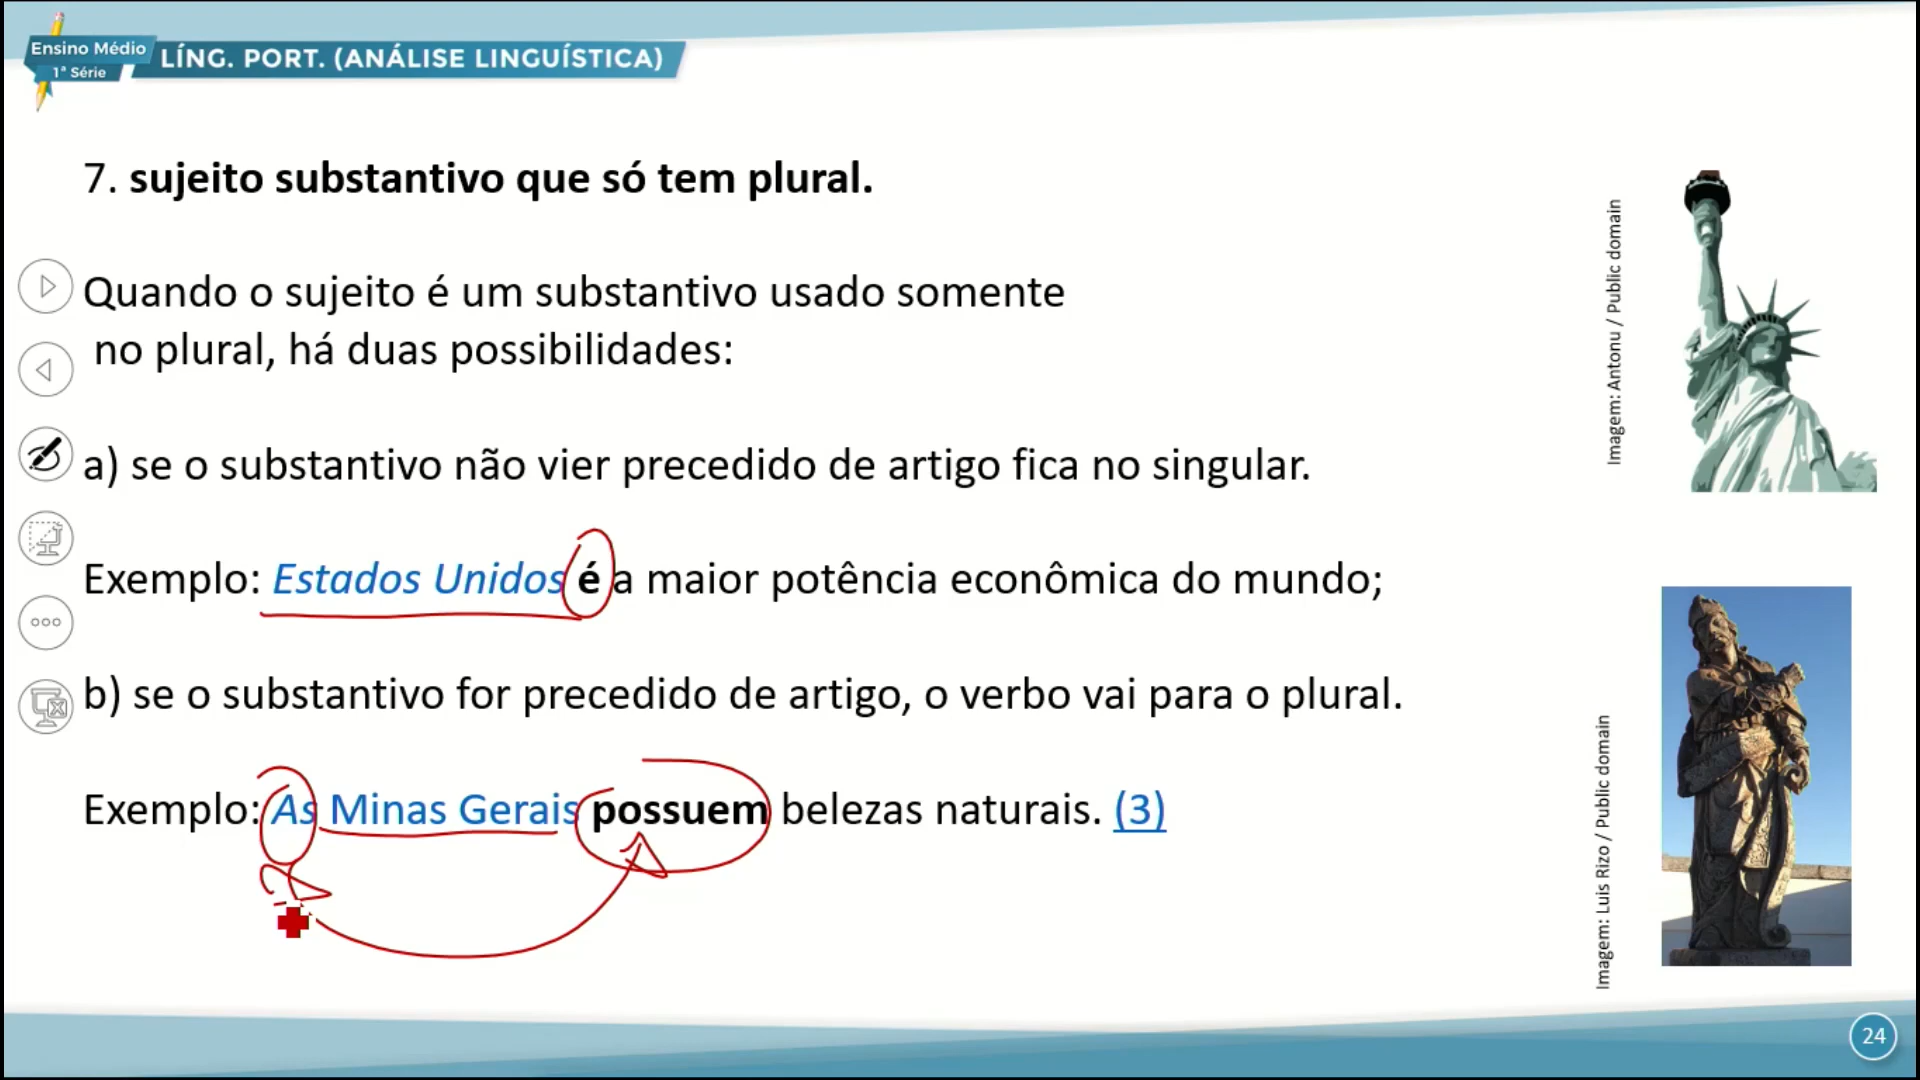 Ensino Médio
1ª Série
LÍNG. PORT. (ANÁLISE LINGUÍSTICA)
7. sujeito substantivo que só tem plural.
Quando o sujeito é um substantivo usado somente
no plural, há duas possibilidades:
a) se o substantivo não vier precedido de artigo fica no singular.
Exemplo: Estados Unidos é a maior potência econômica do mundo;
b) se o substantivo for precedido de artigo, o verbo vai para o plural.
Exemplo: As Minas Gerais possuem belezas naturais. (3)
Imagem: Antonu / Public domain
Imagem: Luis Rizo / Public domain
24